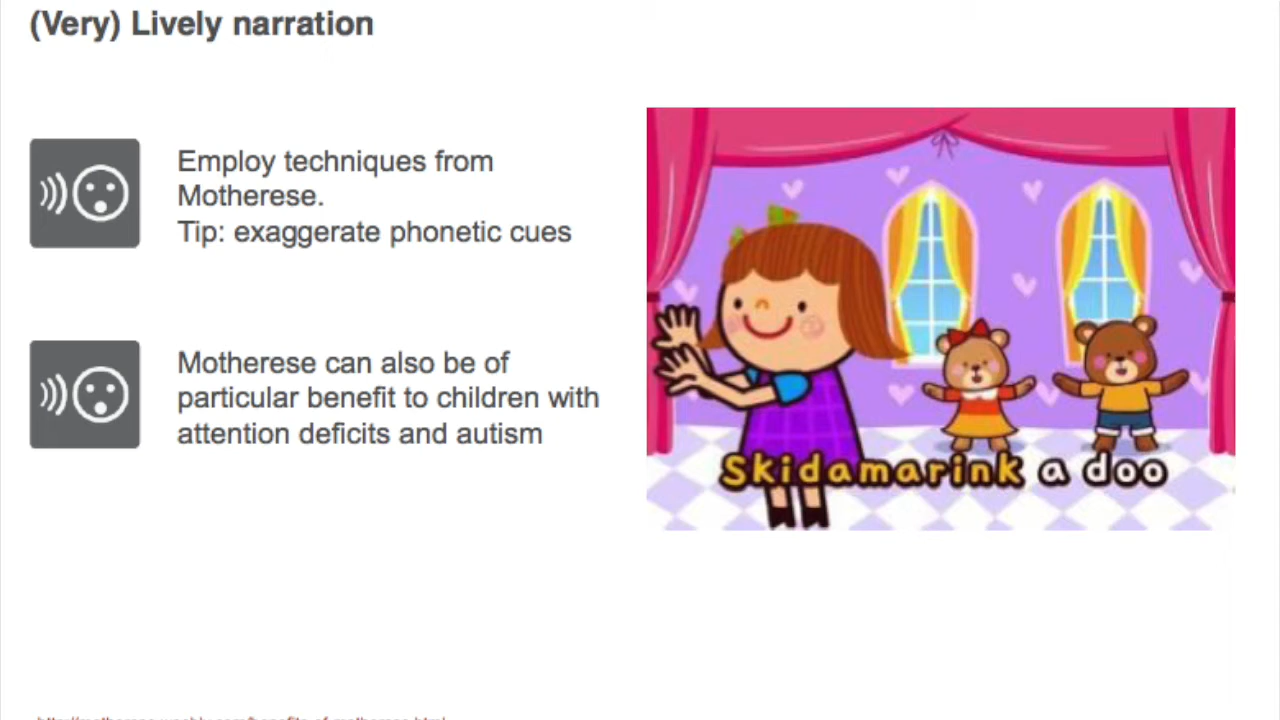 (Very) Lively narration
Employ techniques from
Motherese.
Tip: exaggerate phonetic cues
Motherese can also be of
particular benefit to children with
attention deficits and autism
Skidamarink a doo